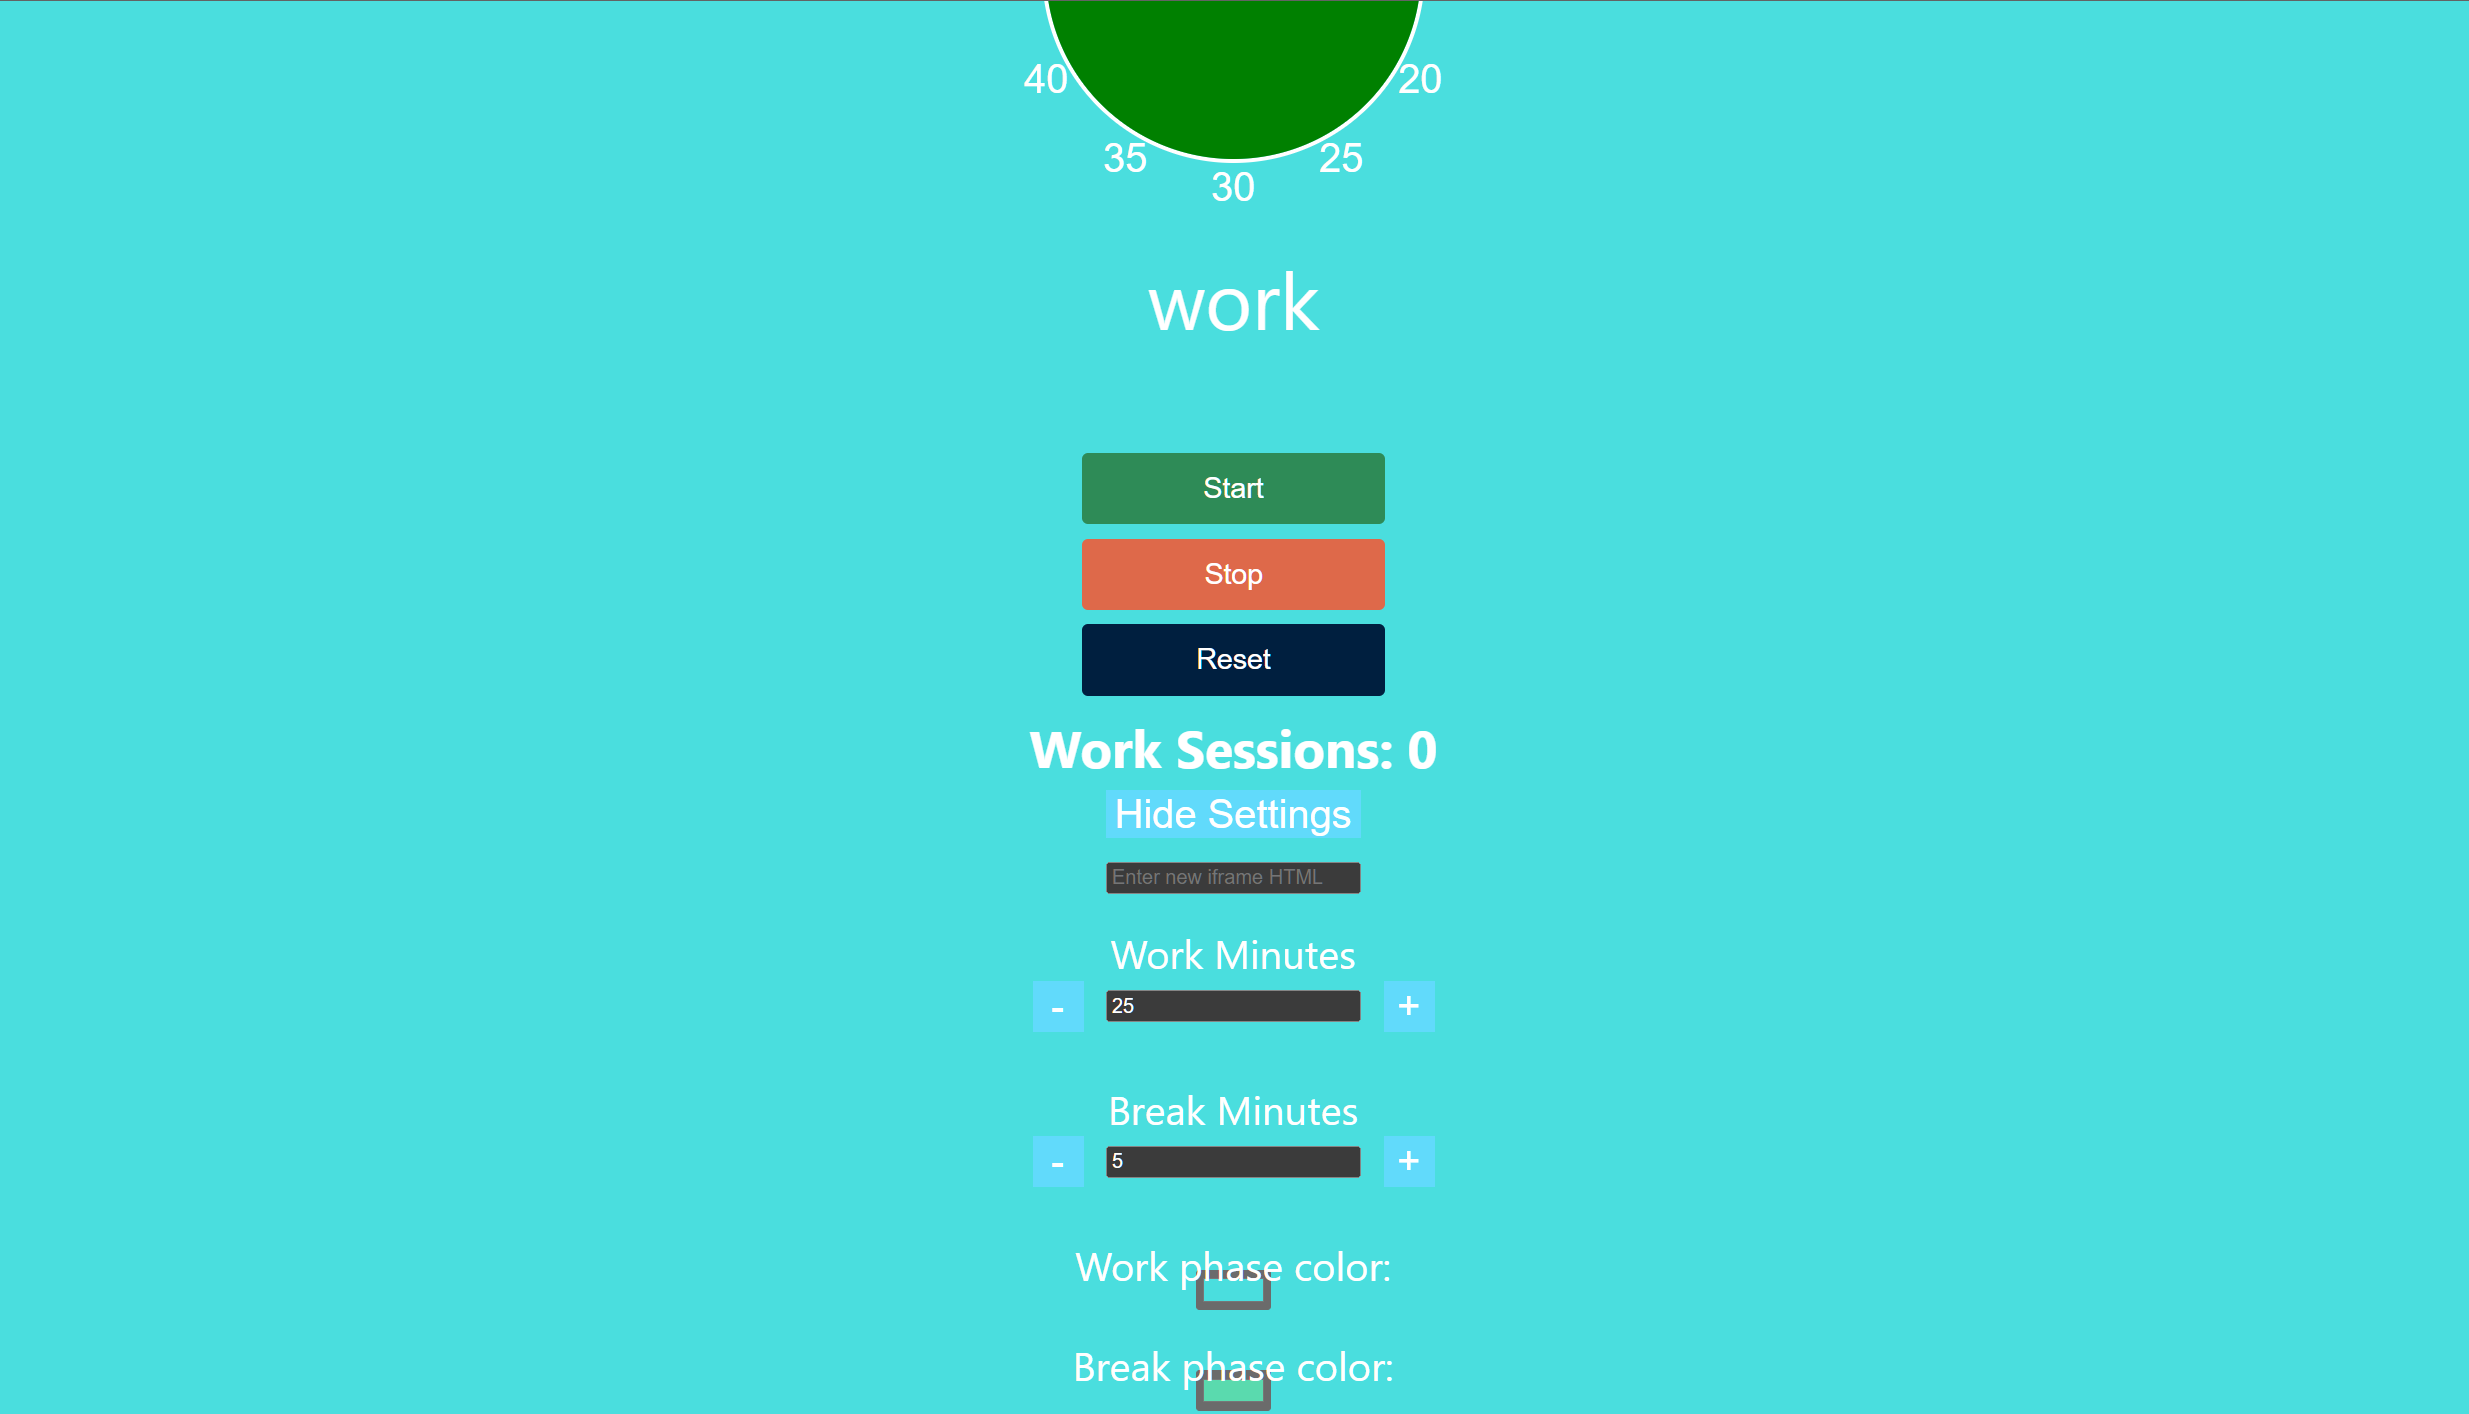 40 20
35 25
30
work
Start
Stop
Reset
Work Sessions: 0
Hide Settings
Enter new iframe HTML
Work Minutes
- 25 +
Break Minutes
- 5 +
Work phase color:
Break phase color: